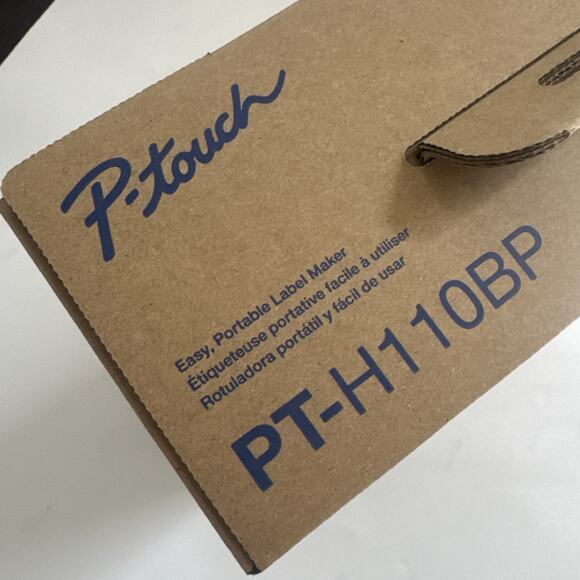 P-touch
Easy, Portable Label Maker
Étiqueteuse portative facile à utiliser
Rotuladora portátil y fácil de usar
PT-H110BP